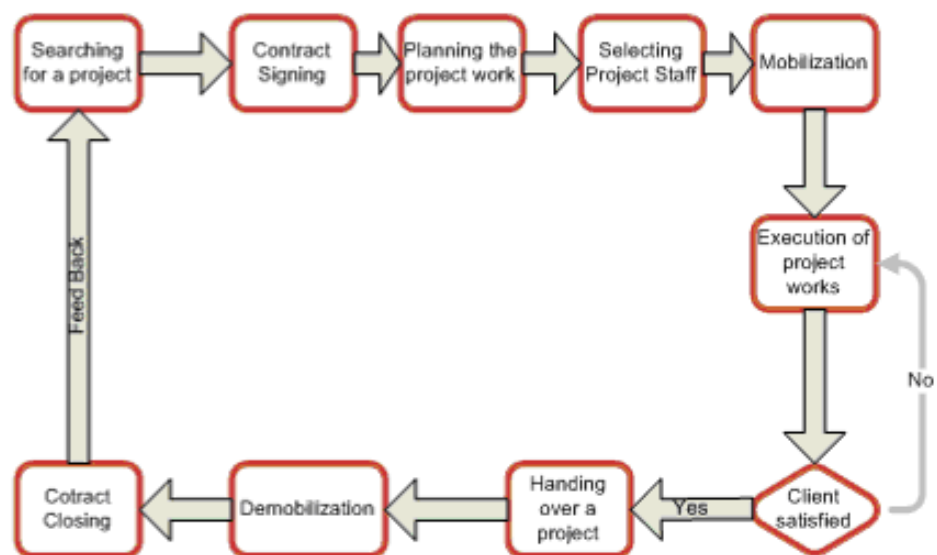 Searching
for a project
Contract
Signing
Planning the
project work
Selecting
Project Staff
Mobilization
Execution of
project
works
No
Client
satisfied
Yes
Handing
over a
project
Demobilization
Cotract
Closing
Feed Back